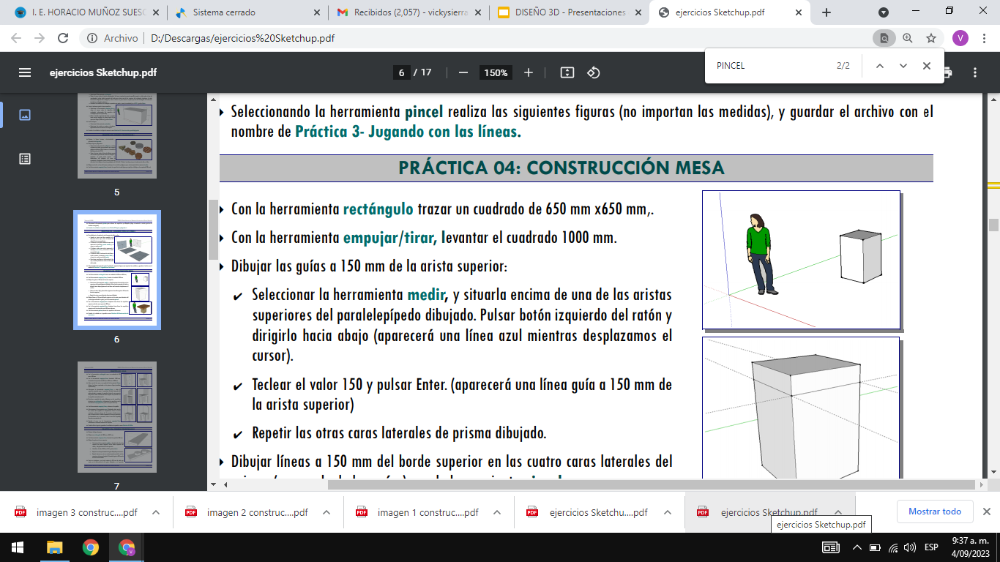 I. E. HORACIO MUÑOZ SUESC
Sistema cerrado
Recibidos (2,057) - vickysierra
DISEÑO 3D - Presentaciones
ejercicios Sketchup.pdf
Archivo
D:/Descargas/ejercicios%20Sketchup.pdf
V
PINCEL
2/2
ejercicios Sketchup.pdf
6 / 17
150%
5
6
7
Seleccionando la herramienta pincel realiza las siguientes figuras (no importan las medidas), y guardar el archivo con el
nombre de Práctica 3- Jugando con las líneas.
PRÁCTICA 04: CONSTRUCCIÓN MESA
Con la herramienta rectángulo trazar un cuadrado de 650 mm x650 mm,.
Con la herramienta empujar/tirar, levantar el cuadrado 1000 mm.
Dibujar las guías a 150 mm de la arista superior:
✔ Seleccionar la herramienta medir, y situarla encima de una de las aristas
superiores del paralelepípedo dibujado. Pulsar botón izquierdo del ratón y
dirigirlo hacia abajo (aparecerá una línea azul mientras desplazamos el
cursor).
✔ Teclear el valor 150 y pulsar Enter. (aparecerá una línea guía a 150 mm de
la arista superior)
✔ Repetir las otras caras laterales de prisma dibujado.
Dibujar líneas a 150 mm del borde superior en las cuatro caras laterales del
imagen 3 construc....pdf
imagen 2 construc....pdf
imagen 1 construc....pdf
ejercicios Sketchu....pdf
ejercicios Sketchup.pdf
Mostrar todo
ejercicios Sketchup.pdf
ESP
9:37 a. m.
4/09/2023